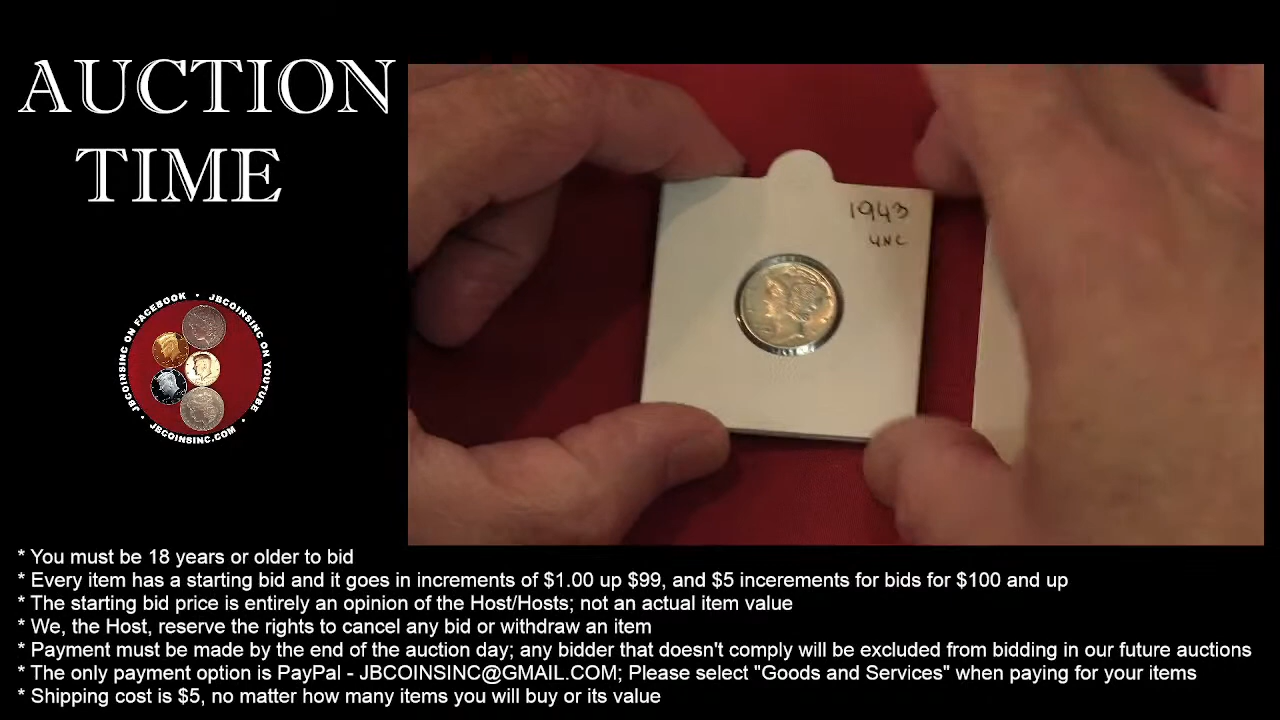 AUCTION
TIME
1943
UNC
JBCOINSINC ON FACEBOOK • JBCOINSINC ON YOUTUBE • JBCOINSINC.COM •
* You must be 18 years or older to bid
* Every item has a starting bid and it goes in increments of $1.00 up $99, and $5 incerements for bids for $100 and up
* The starting bid price is entirely an opinion of the Host/Hosts; not an actual item value
* We, the Host, reserve the rights to cancel any bid or withdraw an item
* Payment must be made by the end of the auction day; any bidder that doesn't comply will be excluded from bidding in our future auctions
* The only payment option is PayPal - JBCOINSINC@GMAIL.COM; Please select "Goods and Services" when paying for your items
* Shipping cost is $5, no matter how many items you will buy or its value